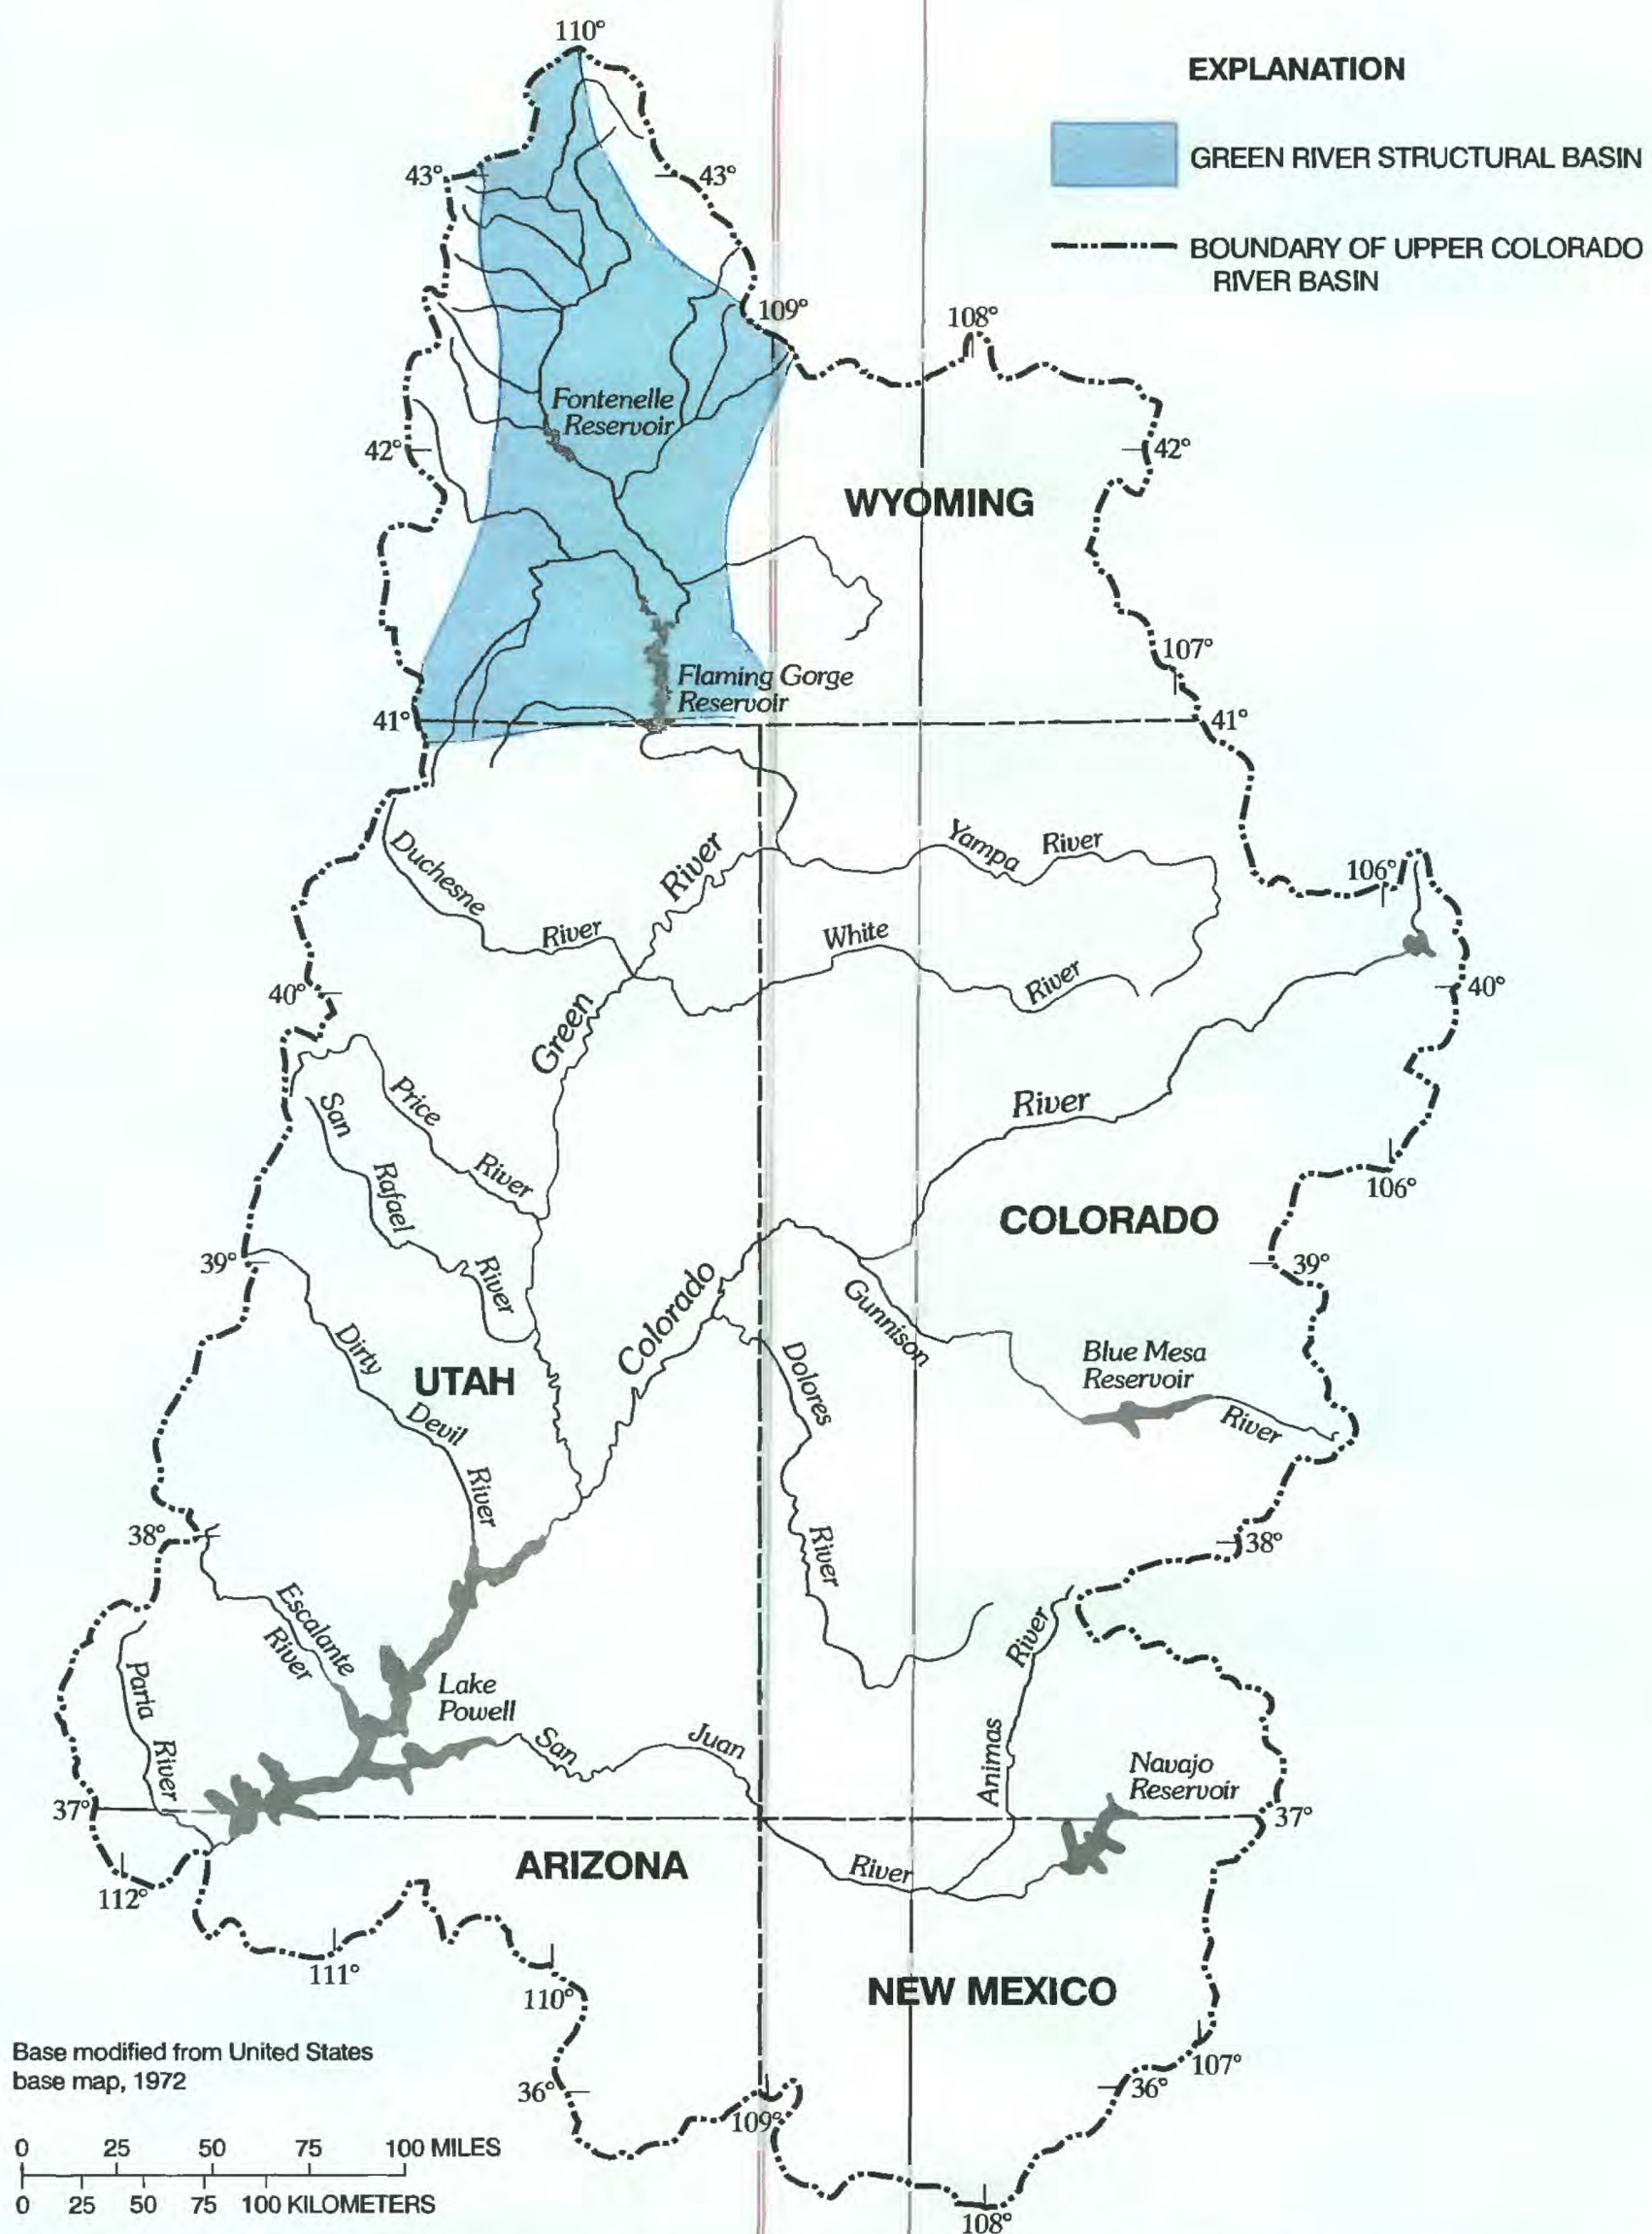 110°
EXPLANATION
GREEN RIVER STRUCTURAL BASIN
BOUNDARY OF UPPER COLORADO
RIVER BASIN
43°
43°
109°
108°
Fontenelle
Reservoir
42°
42°
WYOMING
107°
Flaming Gorge
Reservoir
41°
41°
Duchesne
River
Green
River
Yampa
River
106°
White
River
40°
40°
San
Rafael
River
Price
River
River
COLORADO
106°
39°
39°
Colorado
Gunnison
River
Dirty
Devil
River
UTAH
Dolores
River
Blue Mesa
Reservoir
38°
38°
Escalante
River
Paria
River
Lake
Powell
San
Juan
River
Animas
River
Navajo
Reservoir
37°
37°
112°
ARIZONA
111°
110°
NEW MEXICO
Base modified from United States
base map, 1972
36°
36°
107°
109°
108°
0 25 50 75 100 MILES
0 25 50 75 100 KILOMETERS